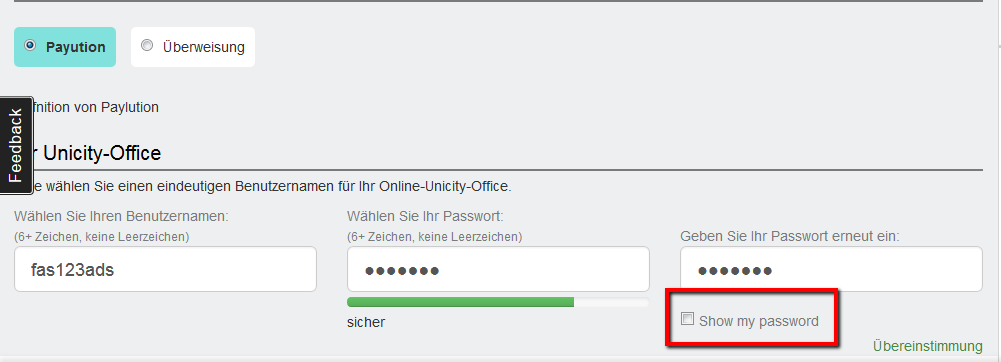 Payution
Überweisung
fnition von Paylution
Feedback
r Unicity-Office
e wählen Sie einen eindeutigen Benutzernamen für Ihr Online-Unicity-Office.
Wählen Sie Ihren Benutzernamen:
(6+ Zeichen, keine Leerzeichen)
fas123ads
Wählen Sie Ihr Passwort:
(6+ Zeichen, keine Leerzeichen)
•••••••
sicher
Geben Sie Ihr Passwort erneut ein:
•••••••
Show my password
Übereinstimmung